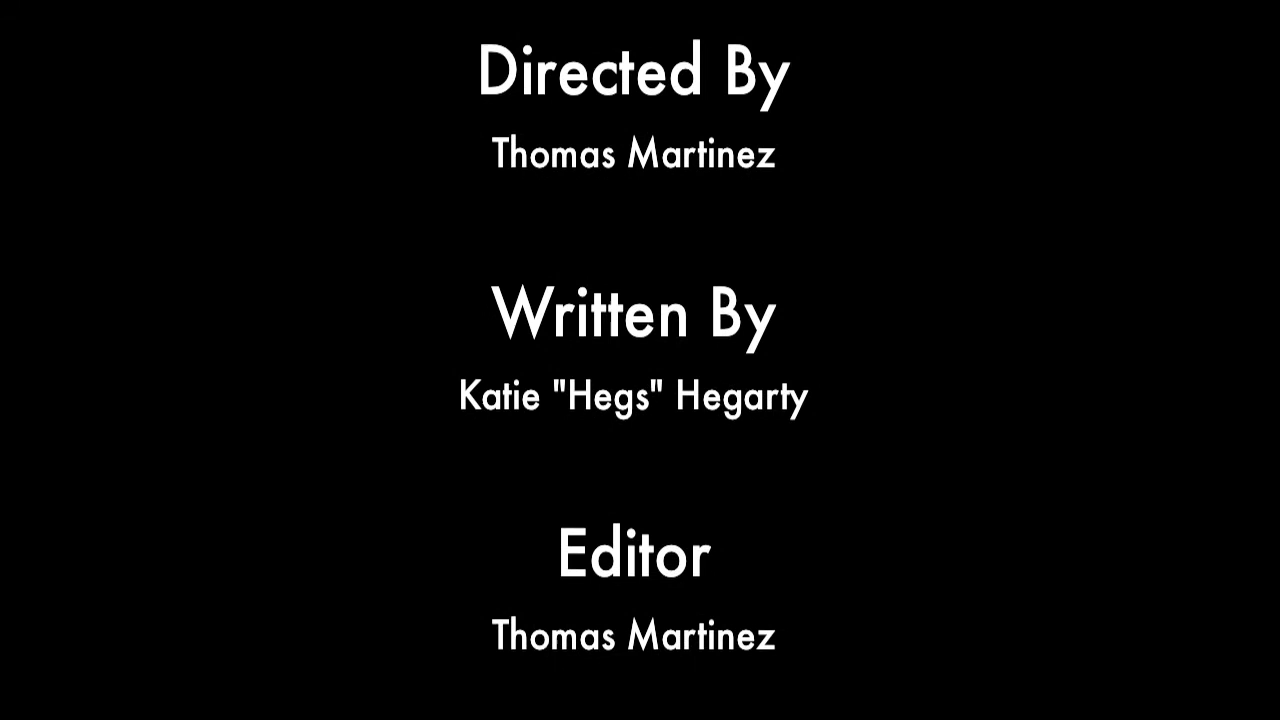 Directed By
Thomas Martinez
Written By
Katie "Hegs" Hegarty
Editor
Thomas Martinez